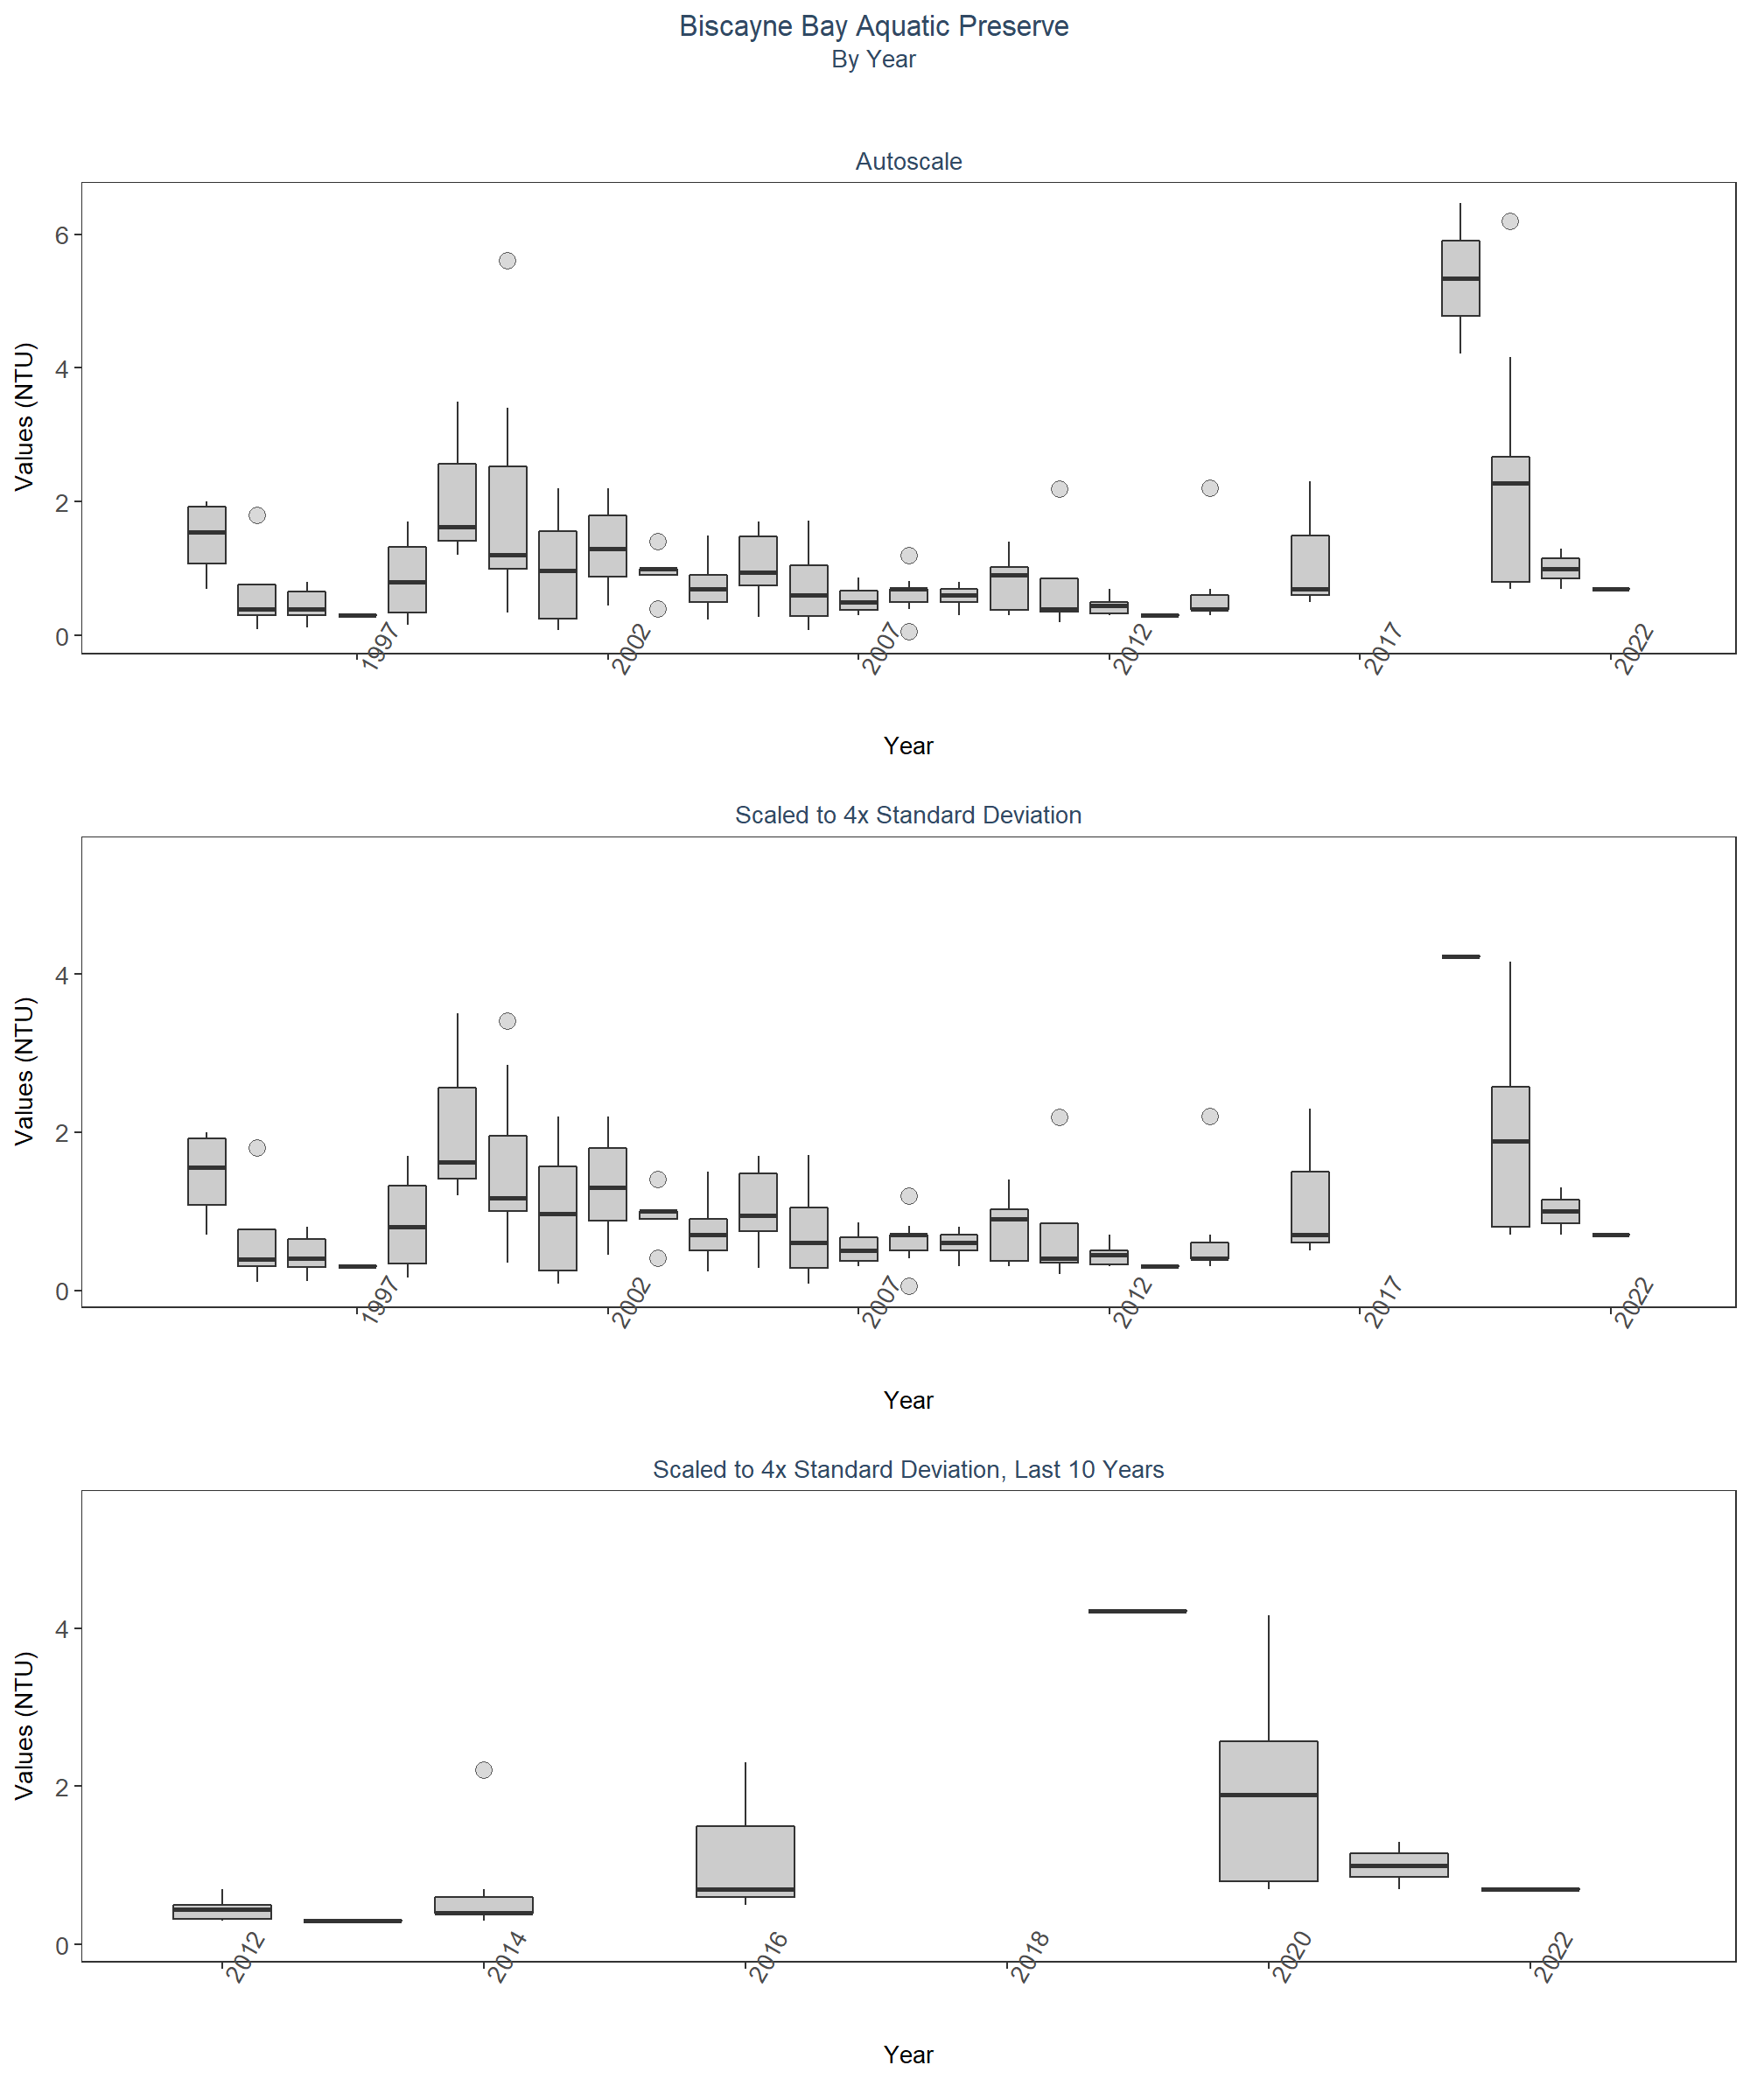 Biscayne Bay Aquatic Preserve
By Year
Autoscale
Values (NTU)
6
4
2
0
1997
2002
2007
2012
2017
2022
Year
Scaled to 4x Standard Deviation
Values (NTU)
4
2
0
1997
2002
2007
2012
2017
2022
Year
Scaled to 4x Standard Deviation, Last 10 Years
Values (NTU)
4
2
0
2012
2014
2016
2018
2020
2022
Year